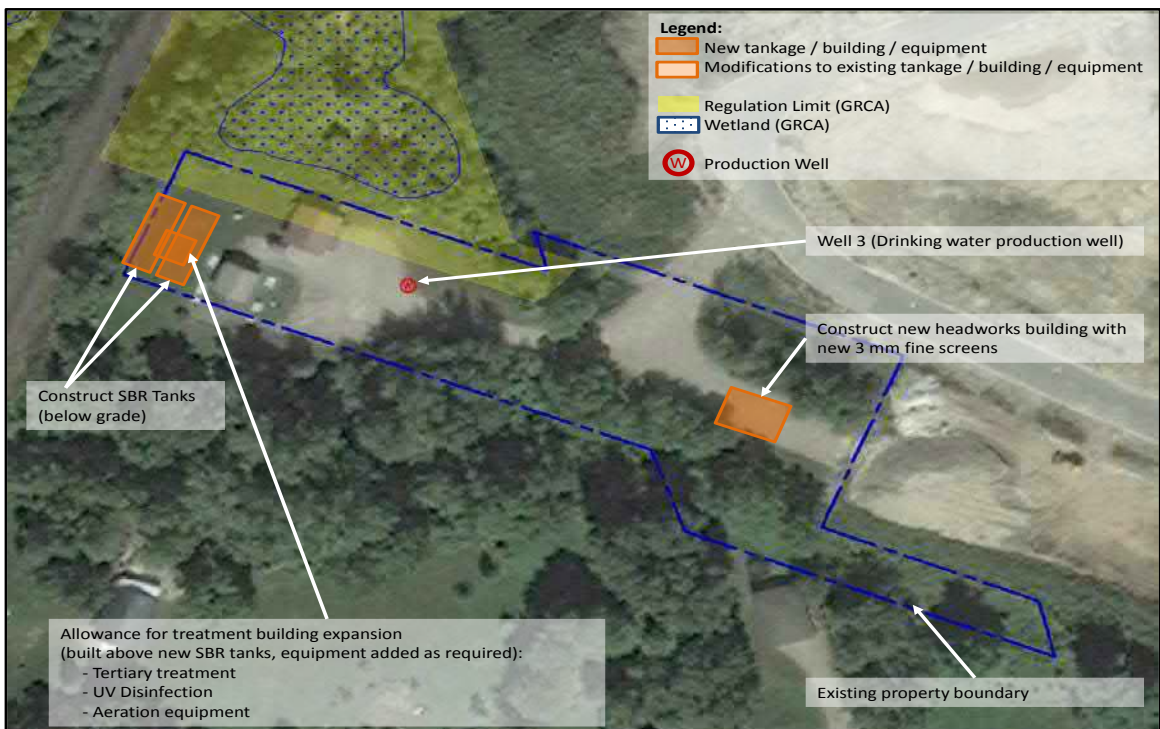 Legend:
New tankage / building / equipment
Modifications to existing tankage / building / equipment
Regulation Limit (GRCA)
Wetland (GRCA)
W Production Well
Well 3 (Drinking water production well)
W
Construct new headworks building with
new 3 mm fine screens
Construct SBR Tanks
(below grade)
Allowance for treatment building expansion
(built above new SBR tanks, equipment added as required):
- Tertiary treatment
- UV Disinfection
- Aeration equipment
Existing property boundary